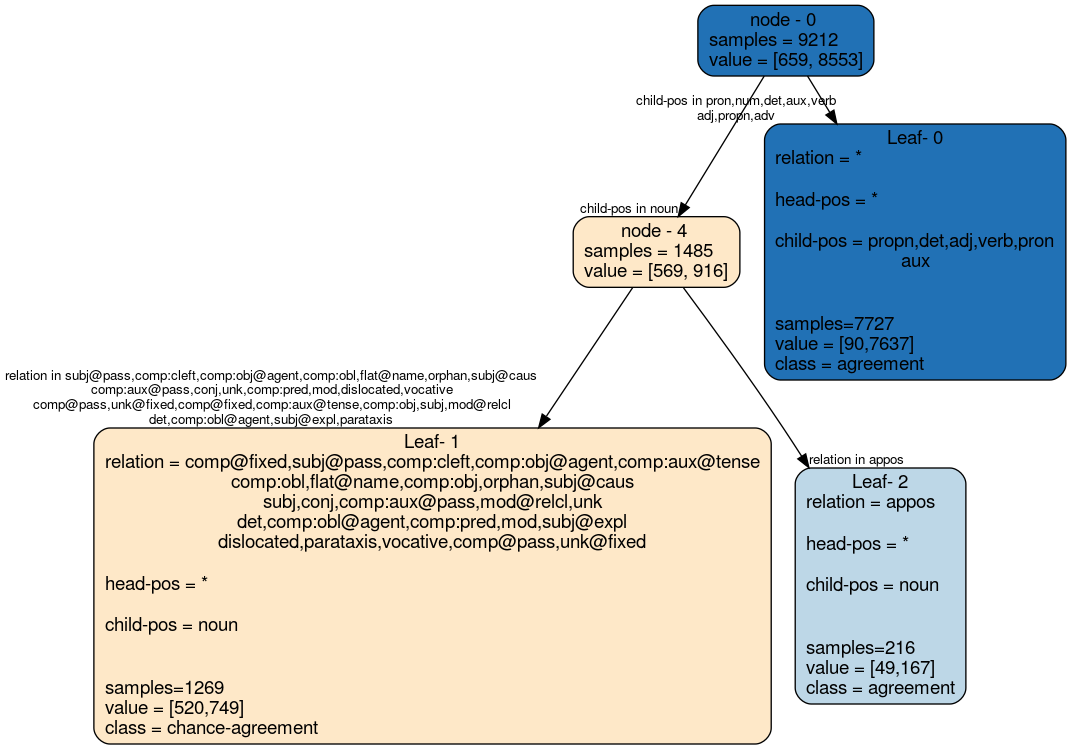 node - 0
samples = 9212
value = [659, 8553]
child-pos in pron,num,det,aux,verb
adj,propn,adv
Leaf- 0
relation = *
head-pos = *
child-pos = propn,det,adj,verb,pron
aux
samples=7727
value = [90,7637]
class = agreement
child-pos in noun
node - 4
samples = 1485
value = [569, 916]
relation in subj@pass,comp:cleft,comp:obj@agent,comp:obl,flat@name,orphan,subj@caus
comp:aux@pass,conj,unk,comp:pred,mod,dislocated,vocative
comp@pass,unk@fixed,comp@fixed,comp:aux@tense,comp:obj,subj,mod@relcl
det,comp:obl@agent,subj@expl,parataxis
Leaf- 1
relation = comp@fixed,subj@pass,comp:cleft,comp:obj@agent,comp:aux@tense
comp:obl,flat@name,comp:obj,orphan,subj@caus
subj,conj,comp:aux@pass,mod@relcl,unk
det,comp:obl@agent,comp:pred,mod,subj@expl
dislocated,parataxis,vocative,comp@pass,unk@fixed
head-pos = *
child-pos = noun
samples=1269
value = [520,749]
class = chance-agreement
relation in appos
Leaf- 2
relation = appos
head-pos = *
child-pos = noun
samples=216
value = [49,167]
class = agreement